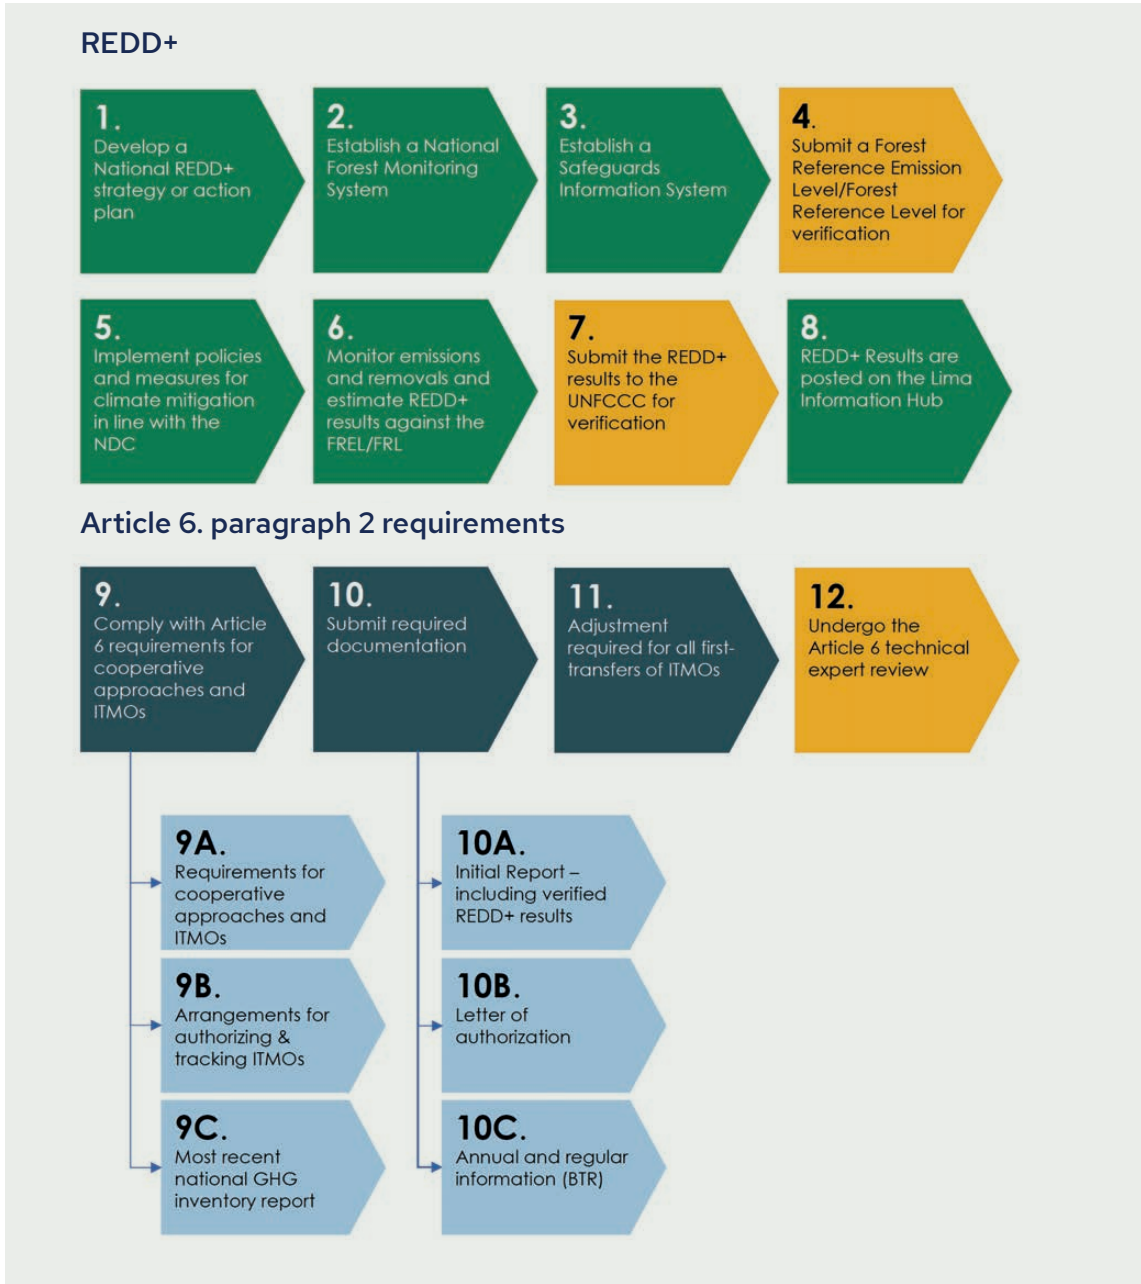 REDD+
1.
Develop a
National REDD+
strategy or action
plan
2.
Establish a National
Forest Monitoring
System
3.
Establish a
Safeguards
Information System
4.
Submit a Forest
Reference Emission
Level/Forest
Reference Level for
verification
5.
Implement policies
and measures for
climate mitigation
in line with the
NDC
6.
Monitor emissions
and removals and
estimate REDD+
results against the
FREL/FRL
7.
Submit the REDD+
results to the
UNFCCC for
verification
8.
REDD+ Results are
posted on the Lima
Information Hub
Article 6. paragraph 2 requirements
9.
Comply with Article
6 requirements for
cooperative
approaches and
ITMOs
10.
Submit required
documentation
11.
Adjustment
required for all first-
transfers of ITMOs
12.
Undergo the
Article 6 technical
expert review
9A.
Requirements for
cooperative
approaches and
ITMOs
10A.
Initial Report –
including verified
REDD+ results
9B.
Arrangements for
authorizing &
tracking ITMOs
10B.
Letter of
authorization
9C.
Most recent
national GHG
inventory report
10C.
Annual and regular
information (BTR)